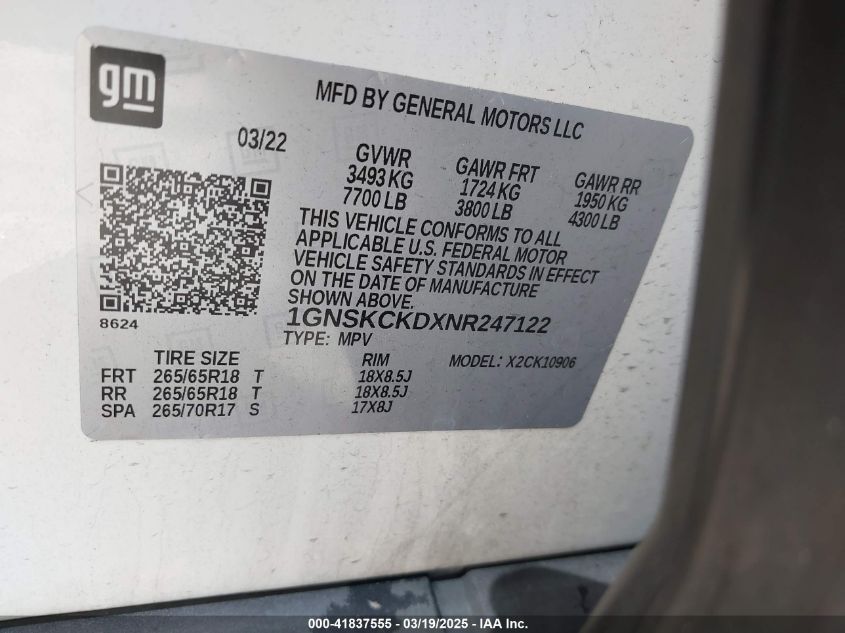 gm
MFD BY GENERAL MOTORS LLC
03/22
GVWR
3493 KG
7700 LB
GAWR FRT
1724 KG
3800 LB
GAWR RR
1950 KG
4300 LB
THIS VEHICLE CONFORMS TO ALL
APPLICABLE U.S. FEDERAL MOTOR
VEHICLE SAFETY STANDARDS IN EFFECT
ON THE DATE OF MANUFACTURE
SHOWN ABOVE.
8624
1GNSKCKDXNR247122
TYPE: MPV
MODEL: X2CK10906
TIRE SIZE RIM
FRT 265/65R18 T 18X8.5J
RR 265/65R18 T 18X8.5J
SPA 265/70R17 S 17X8J
000-41837555 - 03/19/2025 - IAA Inc.